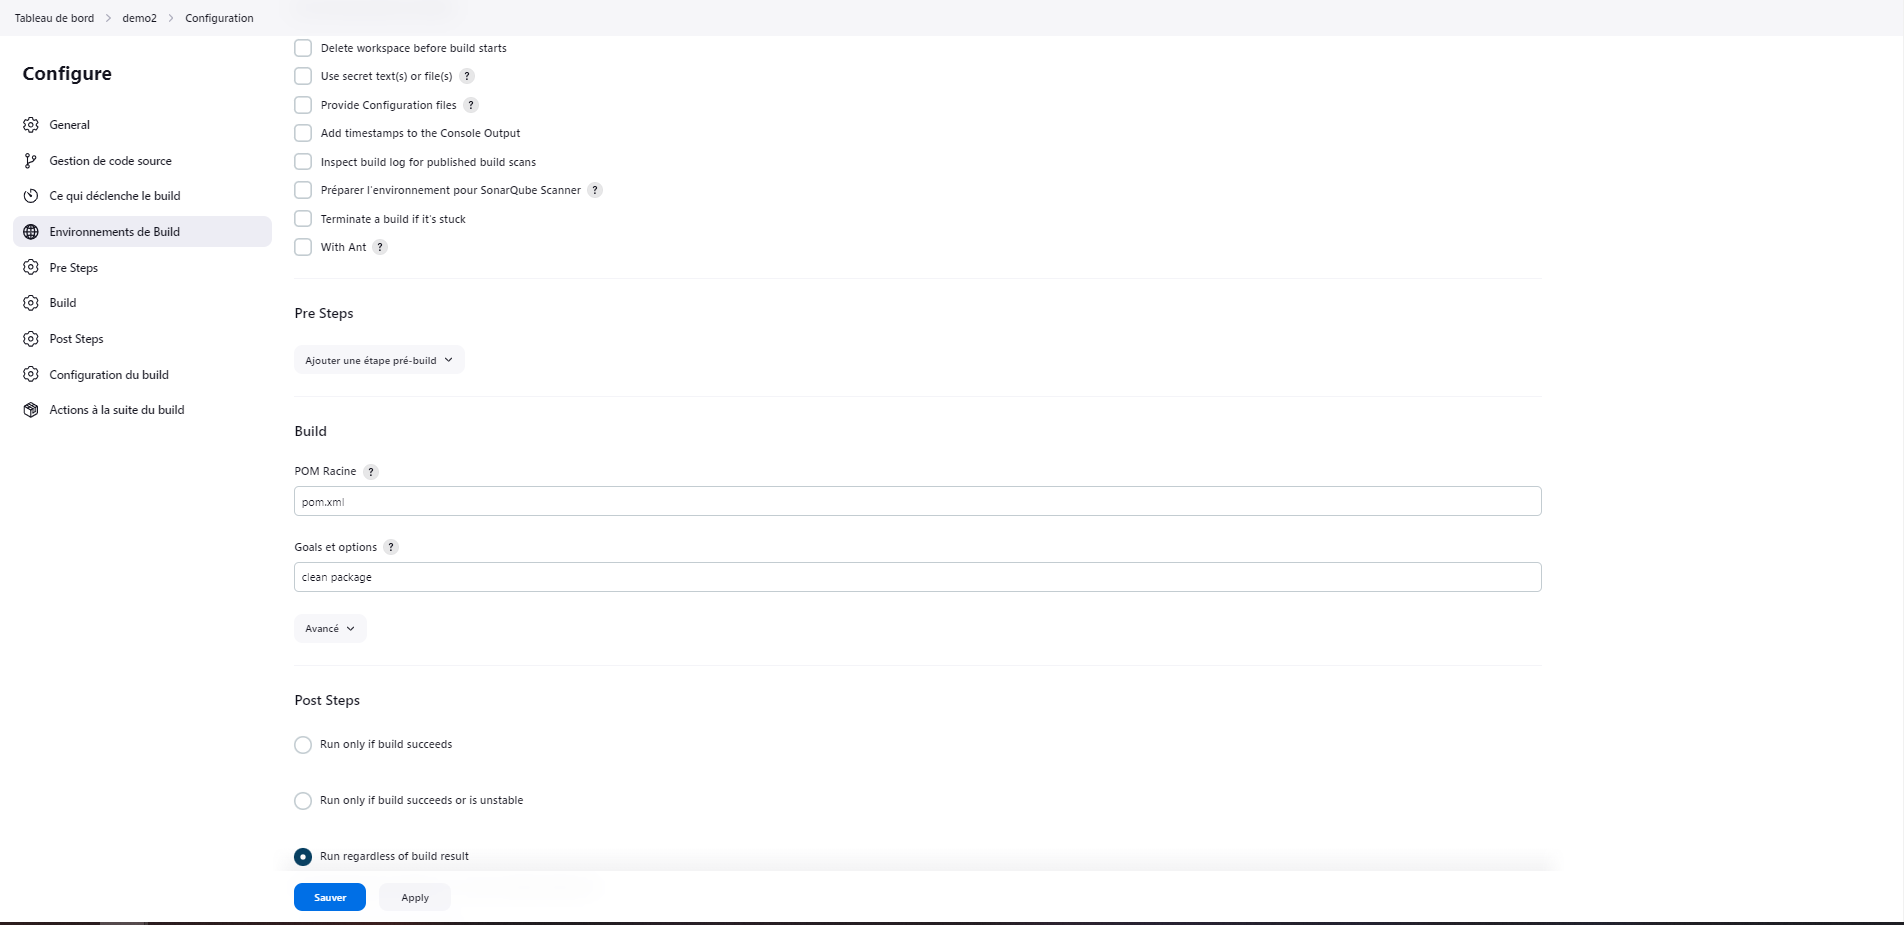 Tableau de bord > demo2 > Configuration
Configure
General
Gestion de code source
Ce qui déclenche le build
Environnements de Build
Pre Steps
Build
Post Steps
Configuration du build
Actions à la suite du build
Delete workspace before build starts
Use secret text(s) or file(s) ?
Provide Configuration files ?
Add timestamps to the Console Output
Inspect build log for published build scans
Préparer l'environnement pour SonarQube Scanner ?
Terminate a build if it's stuck
With Ant ?
Pre Steps
Ajouter une étape pré-build
Build
POM Racine ?
pom.xml
Goals et options ?
clean package
Avancé
Post Steps
Run only if build succeeds
Run only if build succeeds or is unstable
Run regardless of build result
Sauver Apply